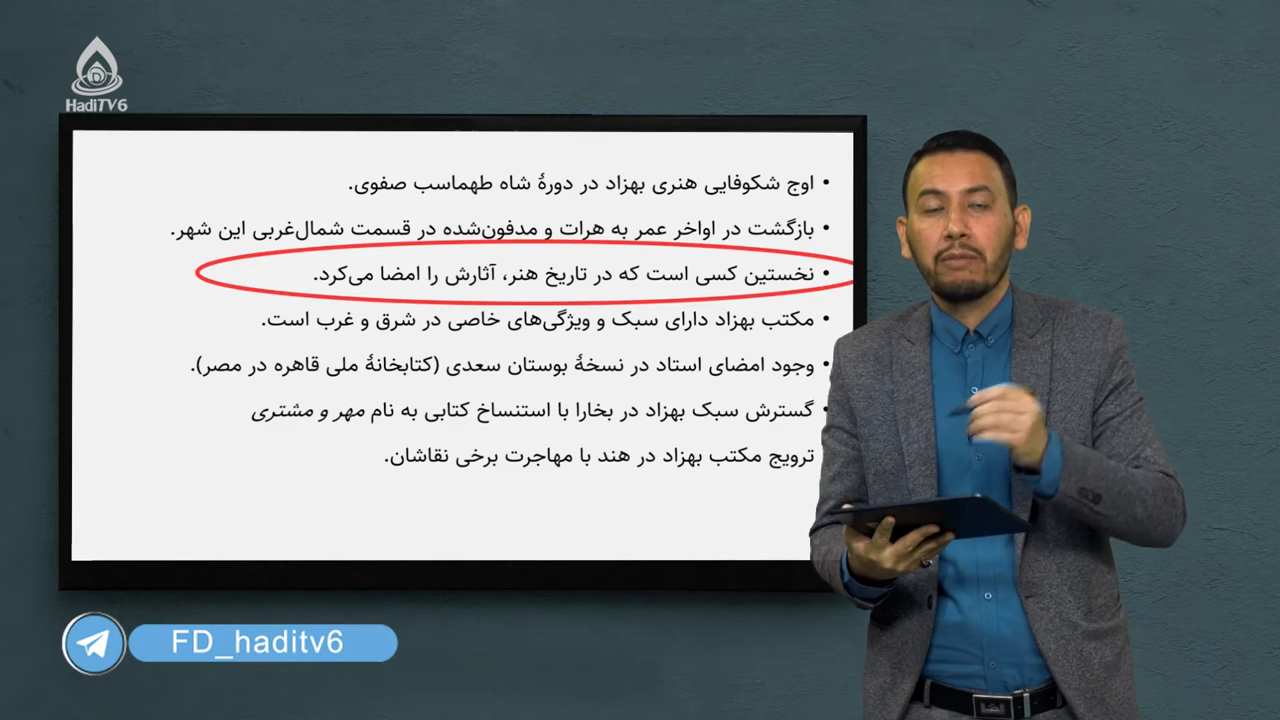 HadiTV6
• اوج شکوفایی هنری بهزاد در دورهٔ شاه طهماسب صفوی.
• بازگشت در اواخر عمر به هرات و مدفون‌شده در قسمت شمال‌غربی این شهر.
• نخستین کسی است که در تاریخ هنر، آثارش را امضا می‌کرد.
• مکتب بهزاد دارای سبک و ویژگی‌های خاصی در شرق و غرب است.
• وجود امضای استاد در نسخهٔ بوستان سعدی (کتابخانهٔ ملی قاهره در مصر).
• گسترش سبک بهزاد در بخارا با استنساخ کتابی به نام مهر و مشتری
ترویج مکتب بهزاد در هند با مهاجرت برخی نقاشان.
FD_haditv6